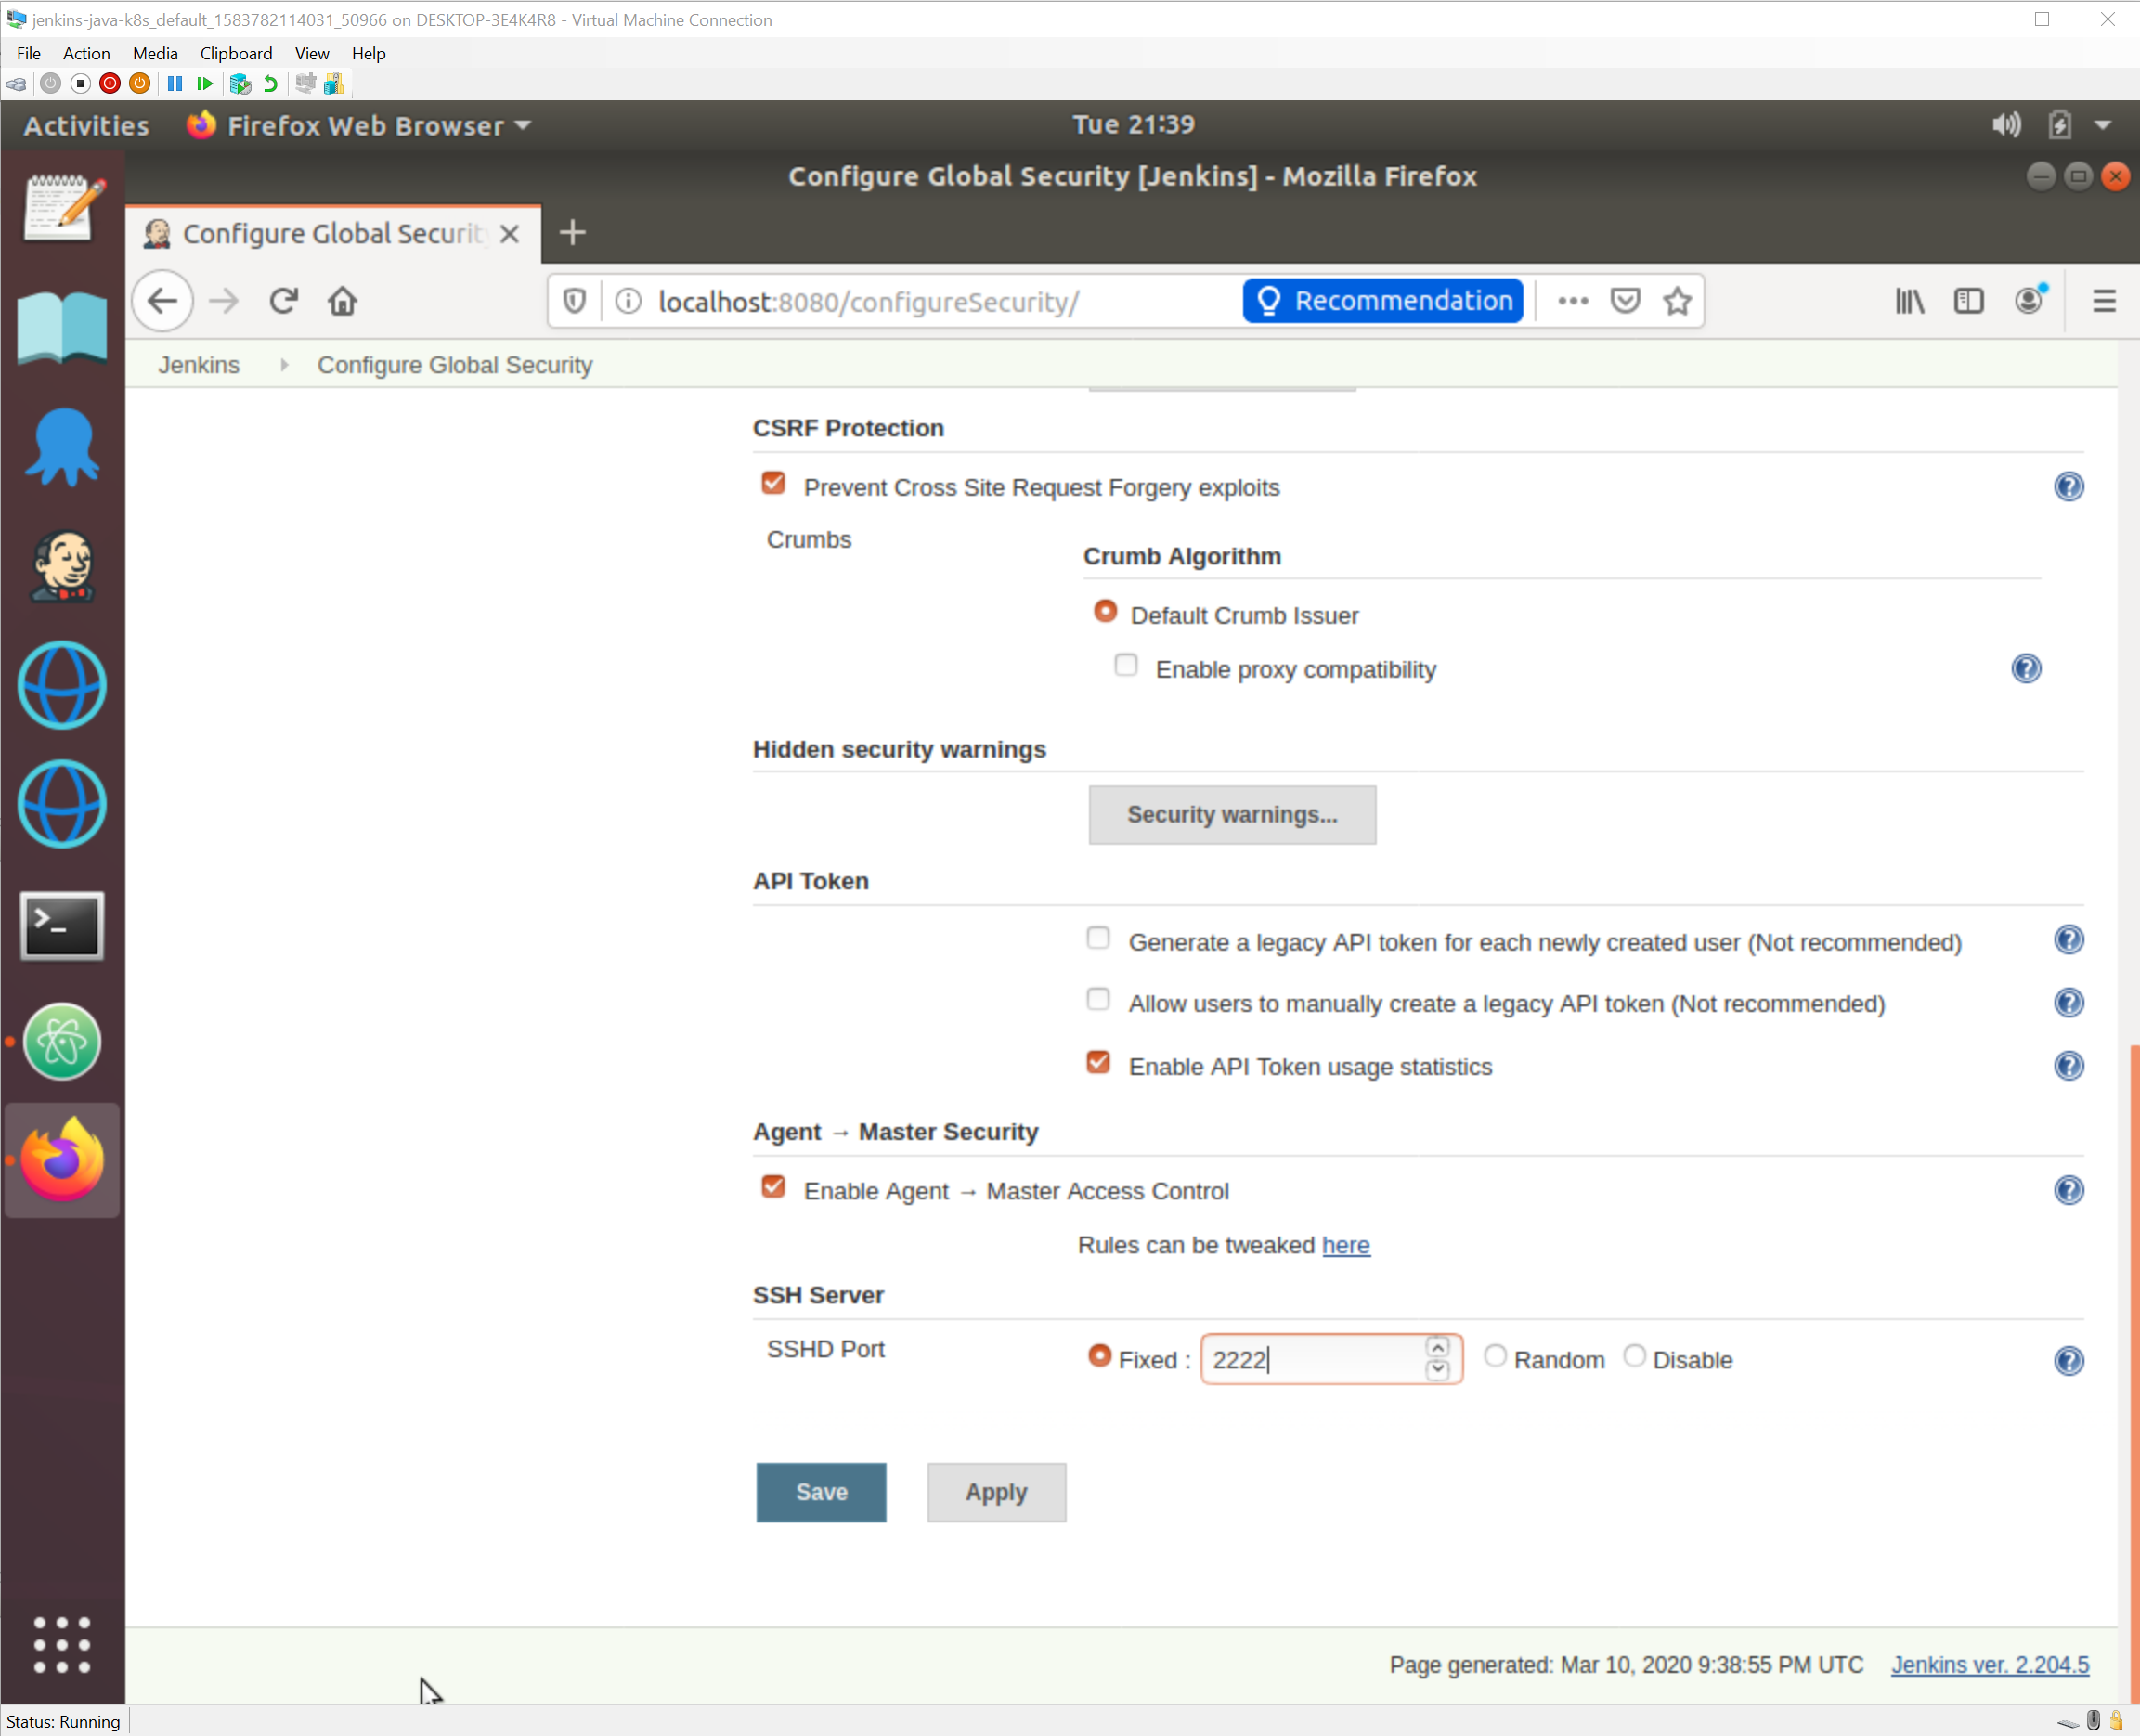 jenkins-java-k8s_default_1583782114031_50966 on DESKTOP-3E4K4R8 - Virtual Machine Connection
File Action Media Clipboard View Help
Activities Firefox Web Browser Tue 21:39
Configure Global Security [Jenkins] - Mozilla Firefox
Configure Global Securit
localhost:8080/configureSecurity/ Recommendation
Jenkins Configure Global Security
CSRF Protection
Prevent Cross Site Request Forgery exploits
Crumbs
Crumb Algorithm
Default Crumb Issuer
Enable proxy compatibility
Hidden security warnings
Security warnings...
API Token
Generate a legacy API token for each newly created user (Not recommended)
Allow users to manually create a legacy API token (Not recommended)
Enable API Token usage statistics
Agent → Master Security
Enable Agent → Master Access Control
Rules can be tweaked here
SSH Server
SSHD Port Fixed : 2222 Random Disable
Save Apply
Page generated: Mar 10, 2020 9:38:55 PM UTC Jenkins ver. 2.204.5
Status: Running